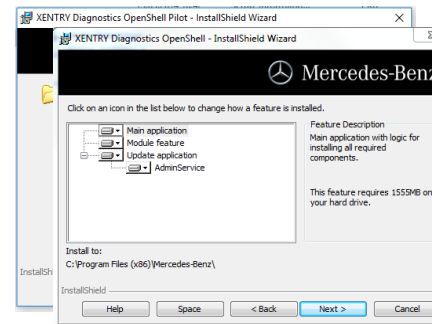 XENTRY Diagnostics OpenShell Pilot - InstallShield Wizard
XENTRY Diagnostics OpenShell - InstallShield Wizard
Mercedes-Benz
Click on an icon in the list below to change how a feature is installed.
Main application
Module feature
Update application
AdminService
Feature Description
Main application with logic for
installing all required
components.
This feature requires 1555MB on
your hard drive.
Install to:
C:\Program Files (x86)\Mercedes-Benz\
InstallSh
InstallShield
Help
Space
< Back
Next >
Cancel